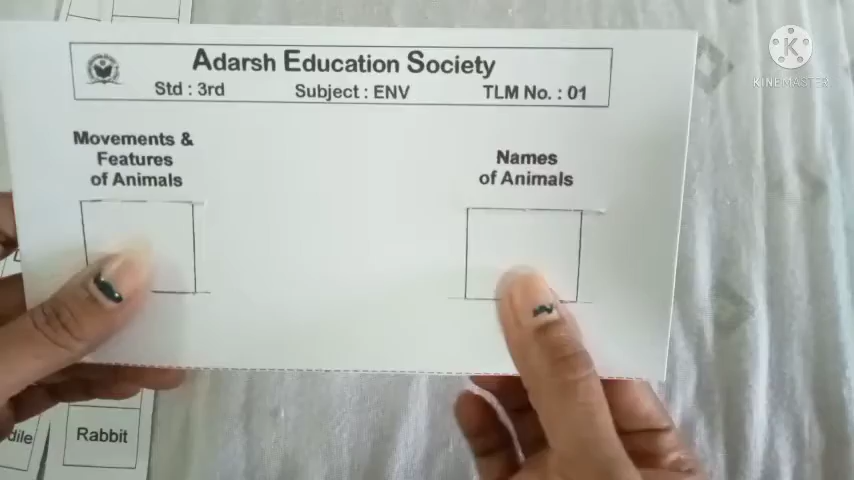 Adarsh Education Society
Std : 3rd Subject : ENV TLM No. : 01
Movements &
Features
of Animals
Names
of Animals
dile
Rabbit
KINEMASTER